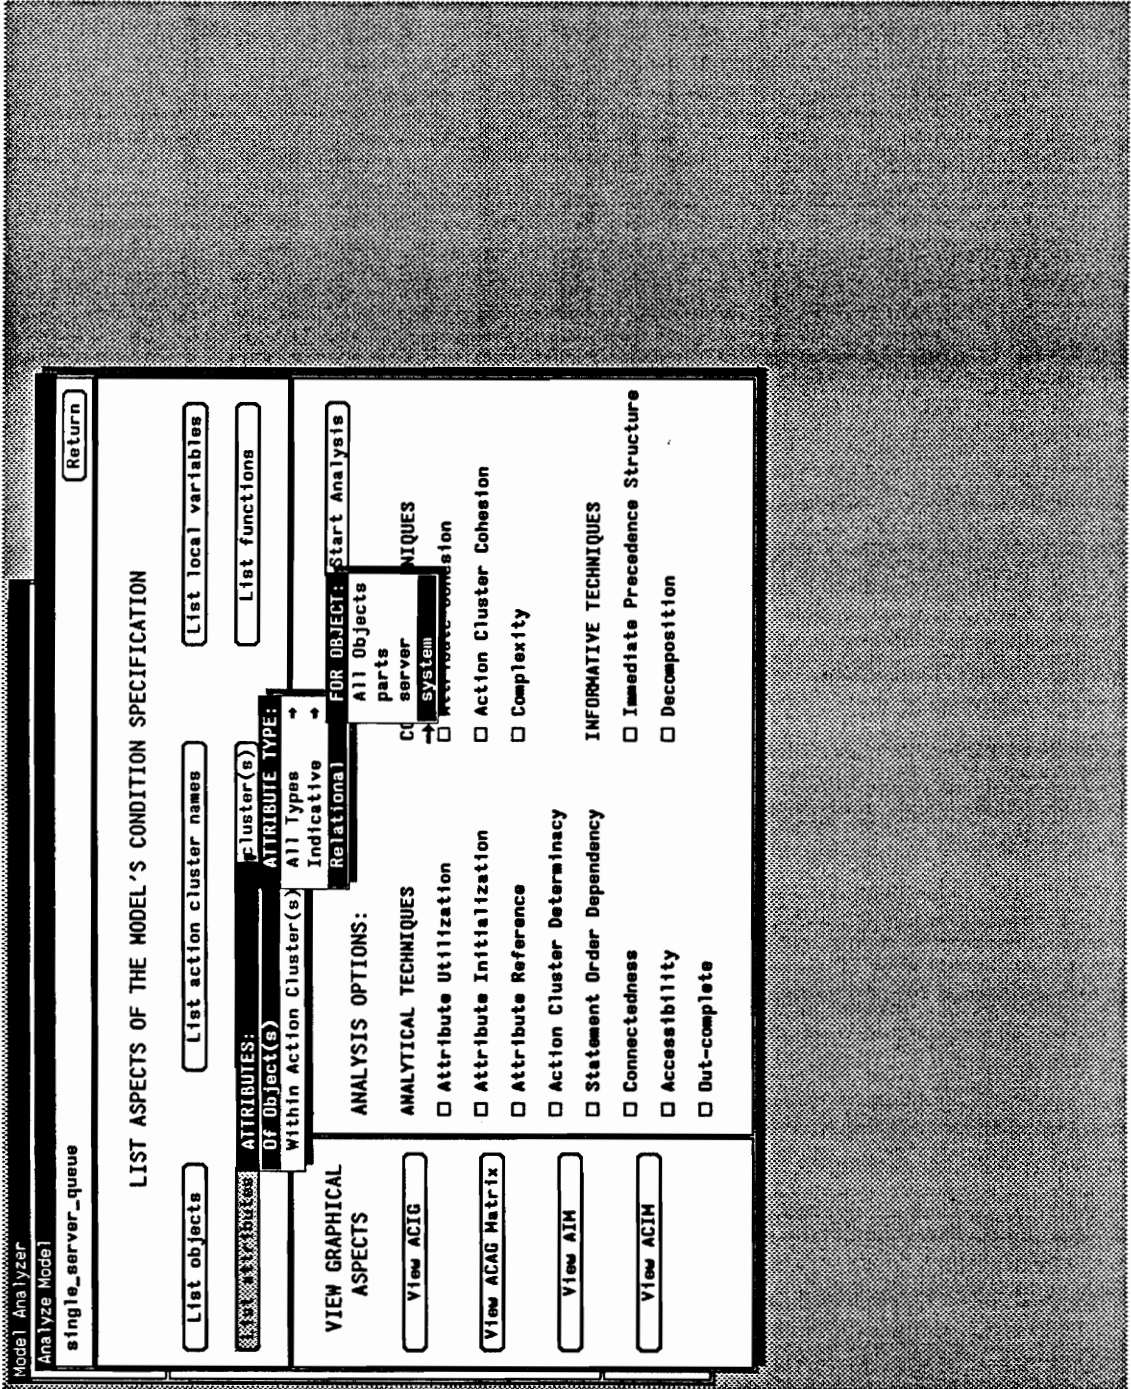 Model Analyzer
Analyze Model
single_server_queue
Return
LIST ASPECTS OF THE MODEL'S CONDITION SPECIFICATION
List objects
List action cluster names
List local variables
List attributes
ATTRIBUTES:
cluster(s)
List functions
Of Object(s)
ATTRIBUTE TYPE:
Within Action Cluster(s)
All Types →
Indicative →
Relational
FOR OBJECT:
Start Analysis
All Objects
parts
server
→ system
VIEW GRAPHICAL
ASPECTS
View ACIG
View ACAG Matrix
View AIM
View ACIM
ANALYSIS OPTIONS:
ANALYTICAL TECHNIQUES
□ Attribute Utilization
□ Attribute Initialization
□ Attribute Reference
□ Action Cluster Determinacy
□ Statement Order Dependency
□ Connectedness
□ Accessibility
□ Out-complete
NIQUES
□ Action Cluster Cohesion
□ Complexity
INFORMATIVE TECHNIQUES
□ Immediate Precedence Structure
□ Decomposition